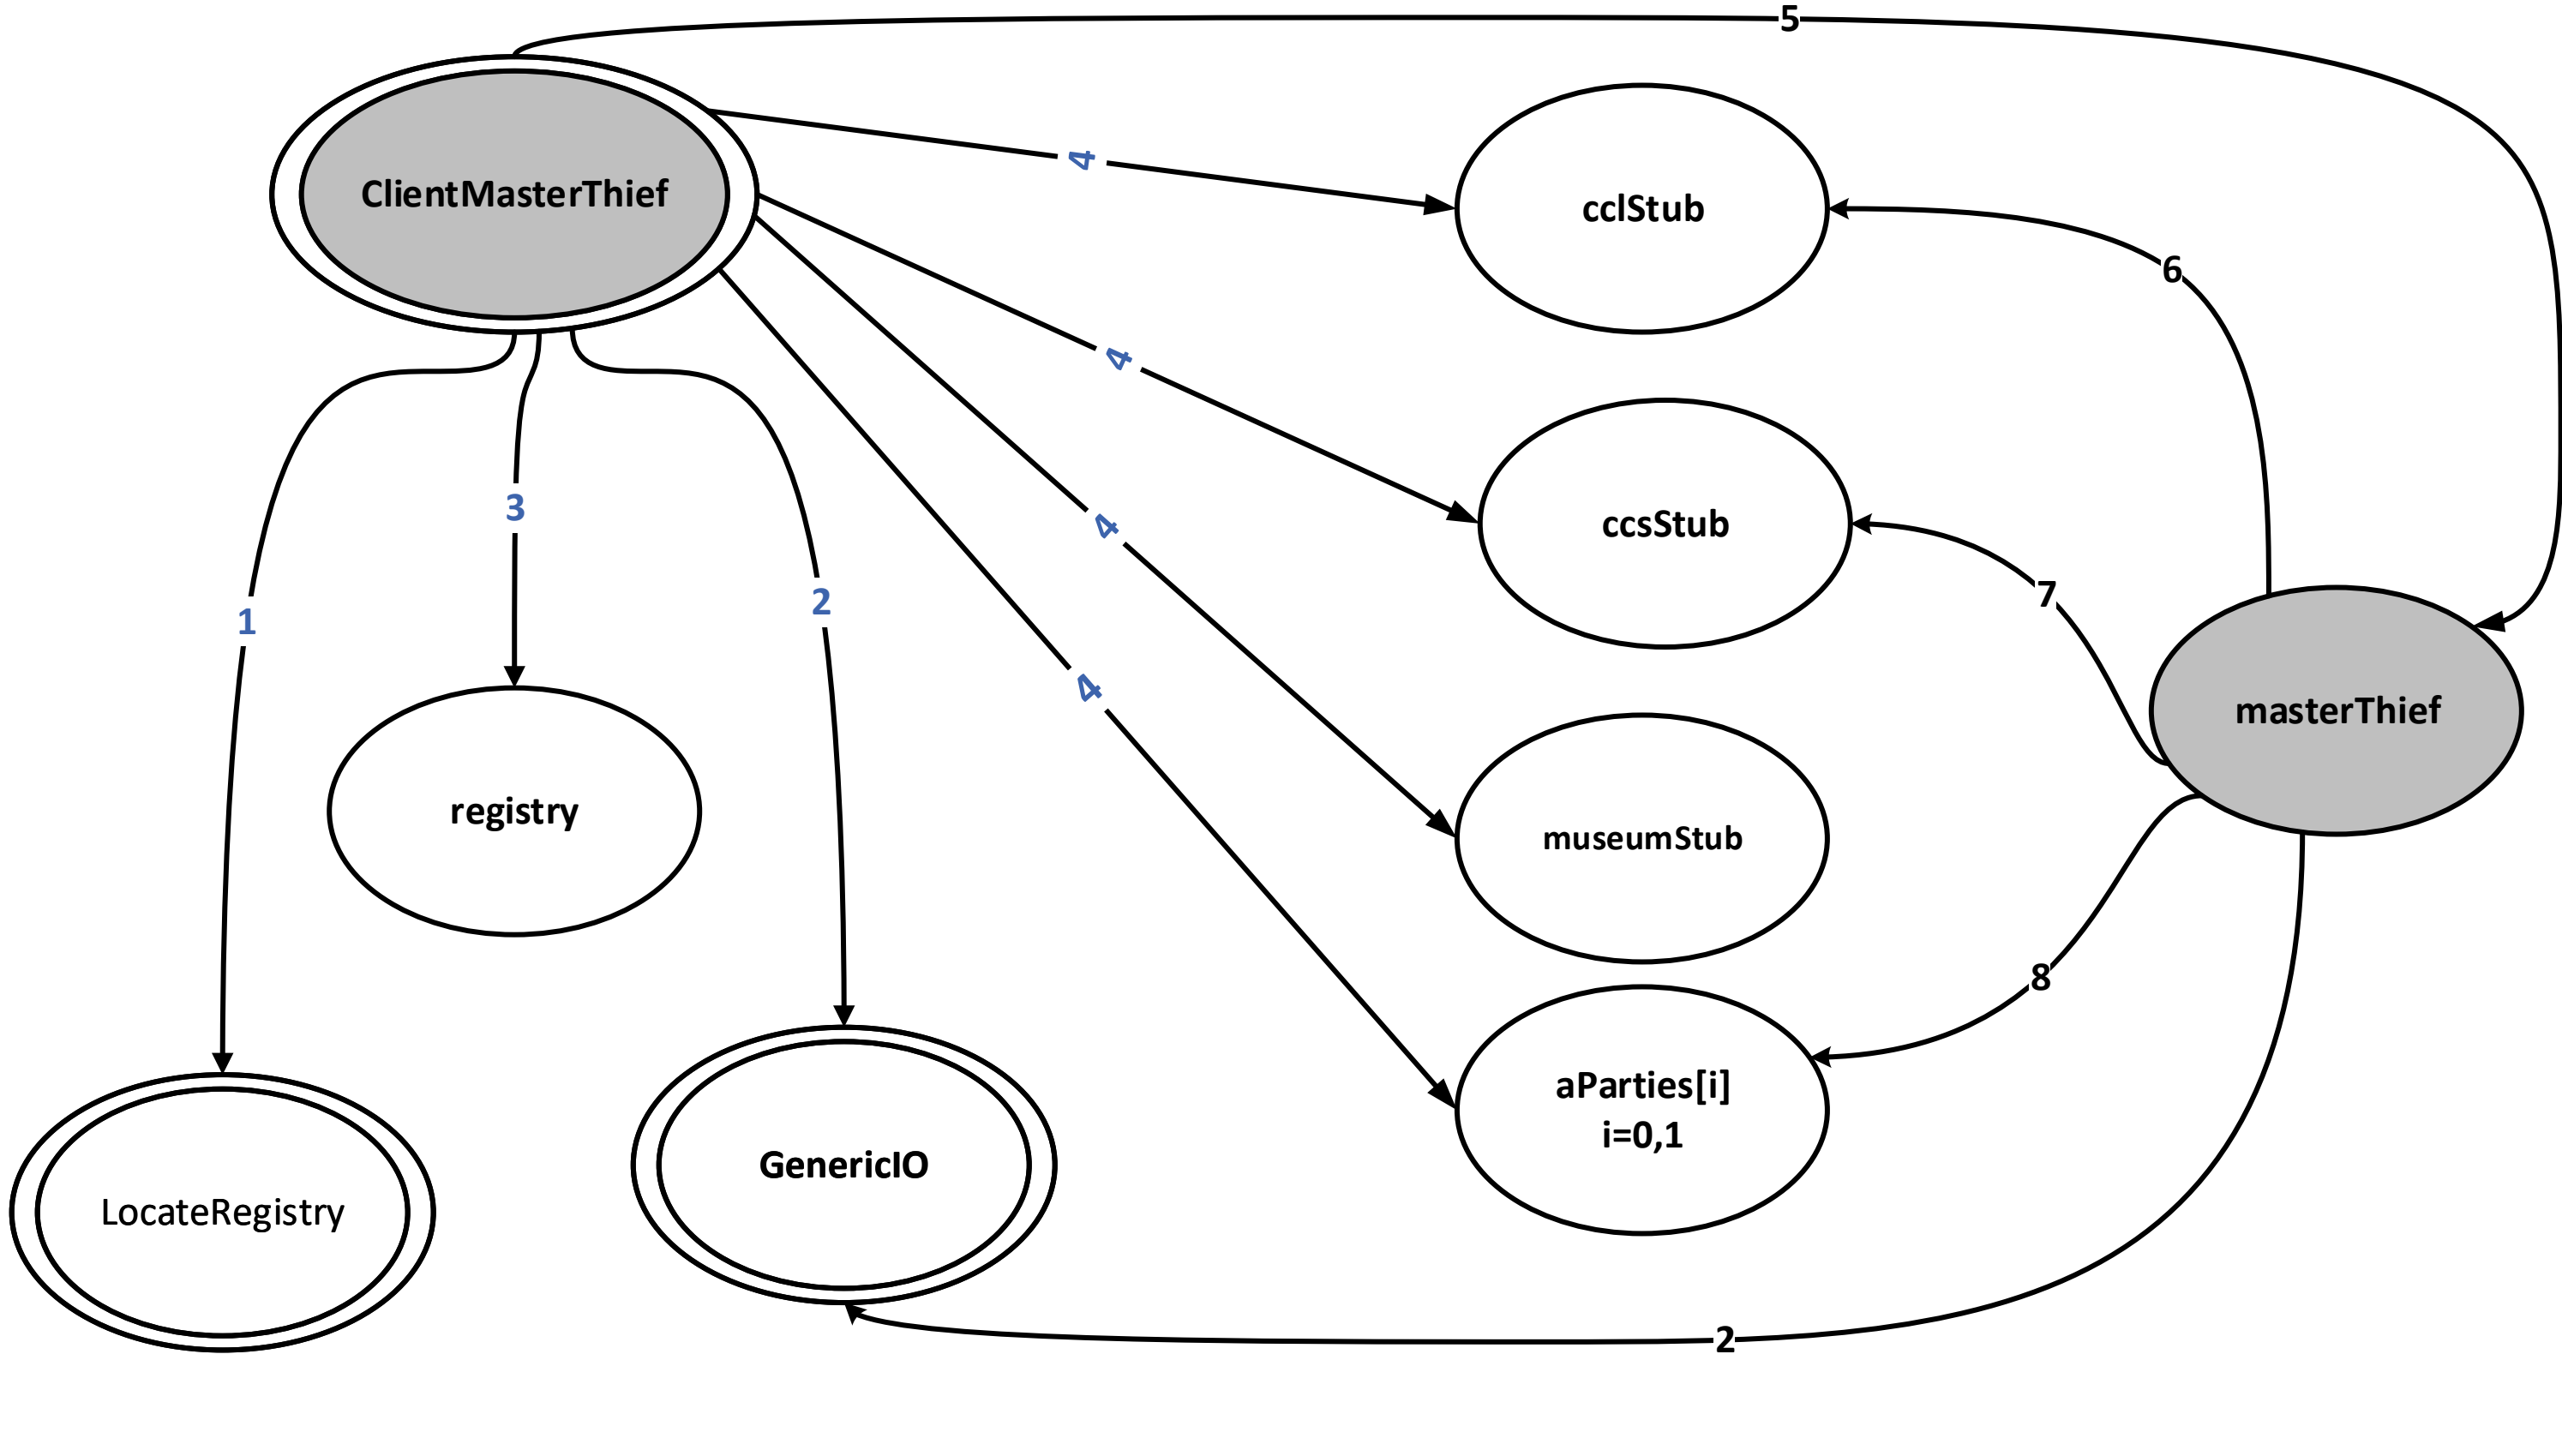 5
ClientMasterThief
4
cclStub
6
4
ccsStub
3
4
7
1
2
4
masterThief
registry
museumStub
8
aParties[i]
i=0,1
GenericIO
LocateRegistry
2